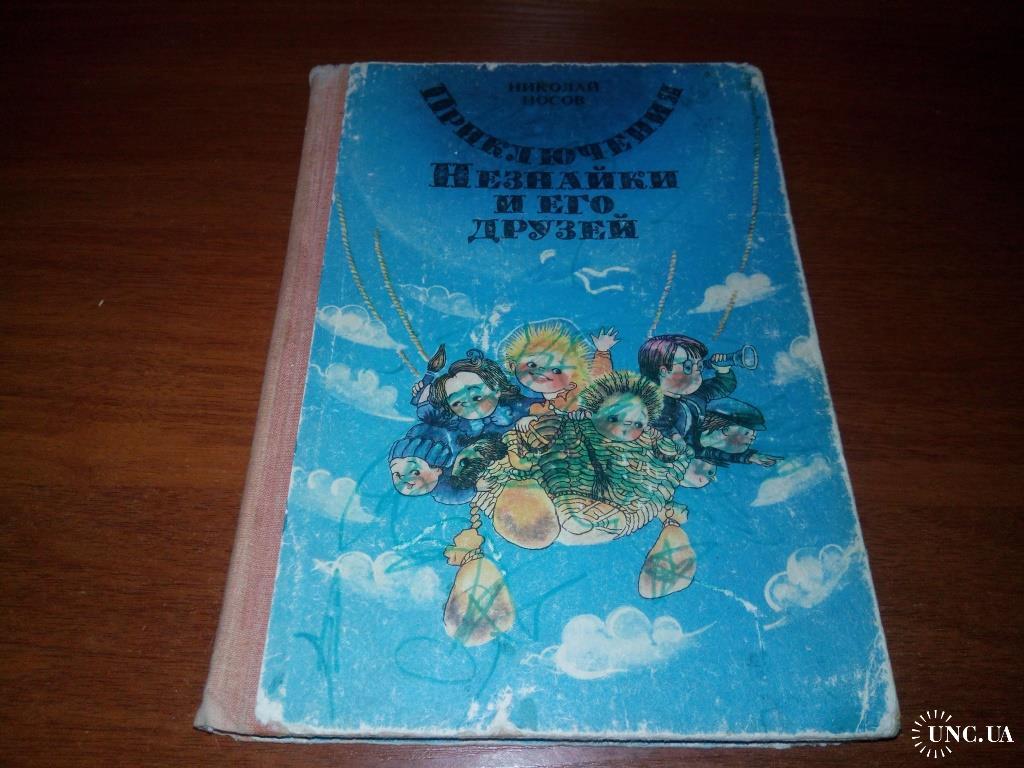 НИКОЛАЙ
НОСОВ
ПРИКЛЮЧЕНИЯ
НЕЗНАЙКИ
И ЕГО
ДРУЗЕЙ
UNC.UA